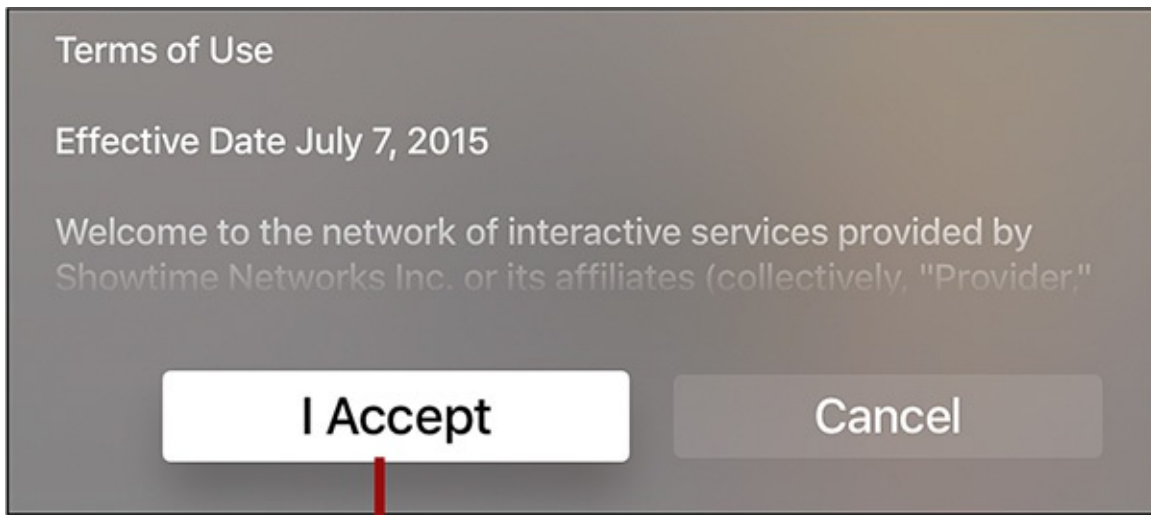 Terms of Use
Effective Date July 7, 2015
Welcome to the network of interactive services provided by
Showtime Networks Inc. or its affiliates (collectively, "Provider,"
I Accept
Cancel